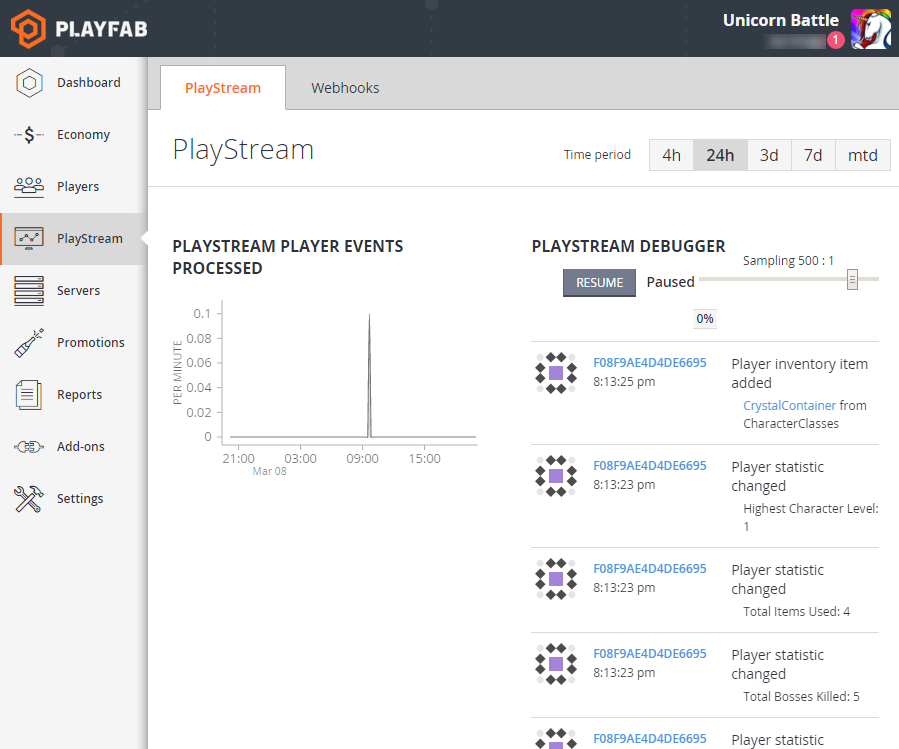 PLAYFAB
Unicorn Battle
1
Dashboard
Economy
Players
PlayStream
Servers
Promotions
Reports
Add-ons
Settings
PlayStream
Webhooks
PlayStream
Time period
4h
24h
3d
7d
mtd
PLAYSTREAM PLAYER EVENTS
PROCESSED
PER MINUTE
0.1
0.08
0.06
0.04
0.02
0
21:00
03:00
09:00
15:00
Mar 08
PLAYSTREAM DEBUGGER
Sampling 500 : 1
RESUME
Paused
0%
F08F9AE4D4DE6695
8:13:25 pm
Player inventory item
added
CrystalContainer from
CharacterClasses
F08F9AE4D4DE6695
8:13:23 pm
Player statistic
changed
Highest Character Level:
1
F08F9AE4D4DE6695
8:13:23 pm
Player statistic
changed
Total Items Used: 4
F08F9AE4D4DE6695
8:13:23 pm
Player statistic
changed
Total Bosses Killed: 5
F08F9AE4D4DE6695
Player statistic